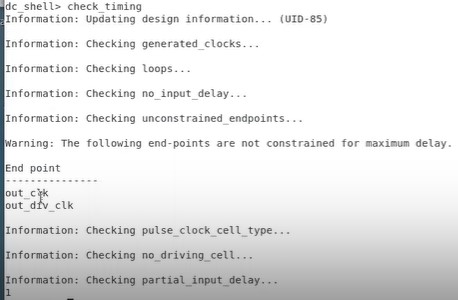 dc_shell> check_timing
Information: Updating design information... (UID-85)
Information: Checking generated_clocks...
Information: Checking loops...
Information: Checking no_input_delay...
Information: Checking unconstrained_endpoints...
Warning: The following end-points are not constrained for maximum delay.
End point
---------------
out_clk
out_div_clk
Information: Checking pulse_clock_cell_type...
Information: Checking no_driving_cell...
Information: Checking partial_input_delay...
1